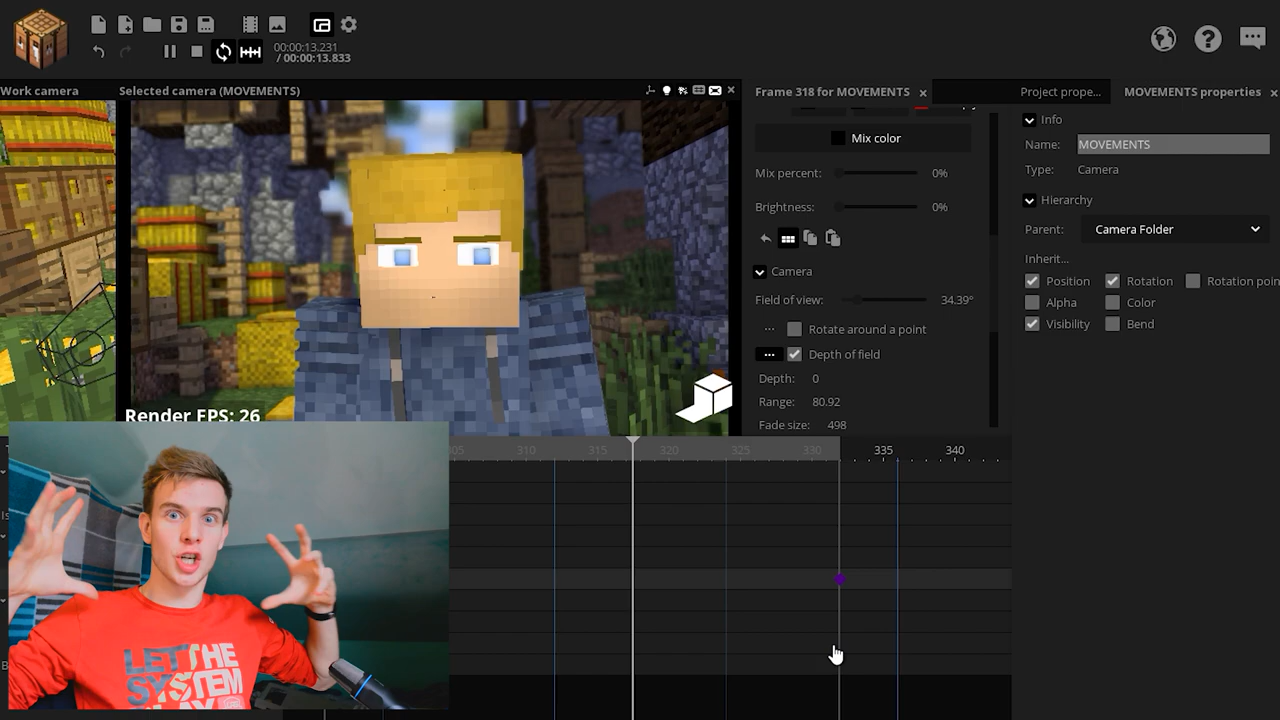 00:00:13.231
/ 00:00:13.833
Work camera
Selected camera (MOVEMENTS)
Render FPS: 26
Frame 318 for MOVEMENTS
Mix color
Mix percent: 0%
Brightness: 0%
Camera
Field of view: 34.39°
Rotate around a point
Depth of field
Depth: 0
Range: 80.92
Fade size: 498
Project prope...
MOVEMENTS properties
Info
Name: MOVEMENTS
Type: Camera
Hierarchy
Parent: Camera Folder
Inherit...
Position Rotation Rotation poin
Alpha Color
Visibility Bend
305 310 315 320 325 330 335 340
LET THE
SYSTEM
PLAY